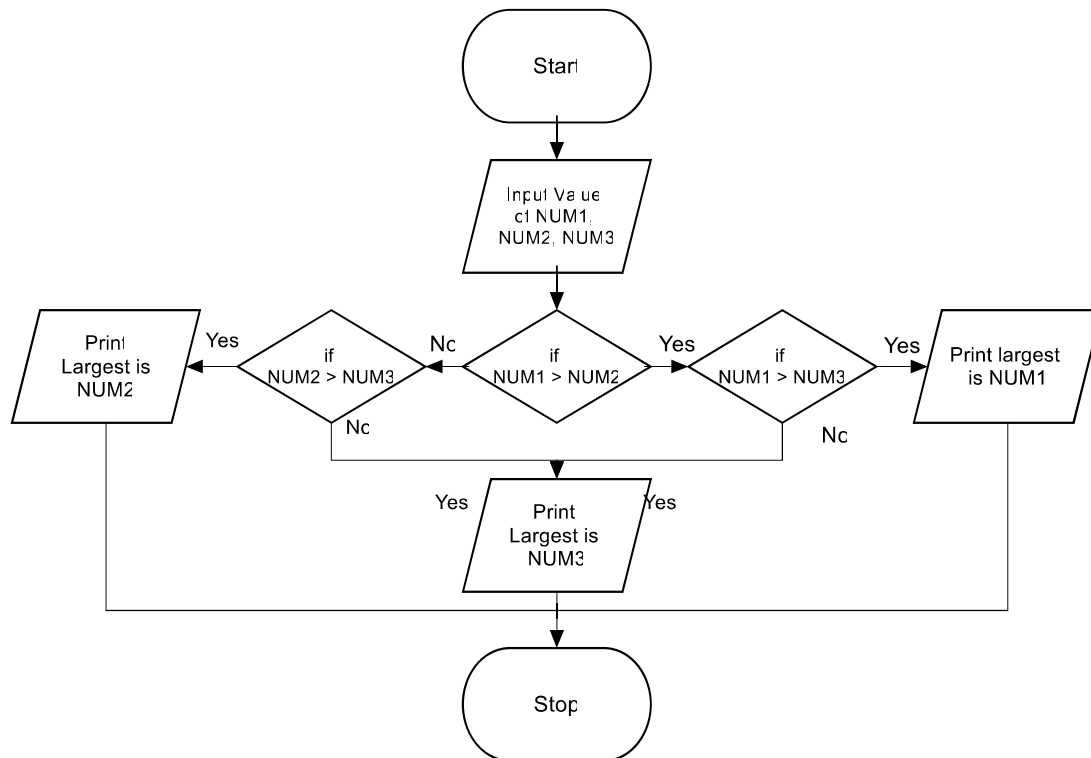 Start
Input Value
of NUM1,
NUM2, NUM3
No
if
NUM1 > NUM2
Yes
Yes
if
NUM2 > NUM3
No
if
NUM1 > NUM3
Yes
No
Print
Largest is
NUM2
Print largest
is NUM1
Yes
Print
Largest is
NUM3
Yes
Stop